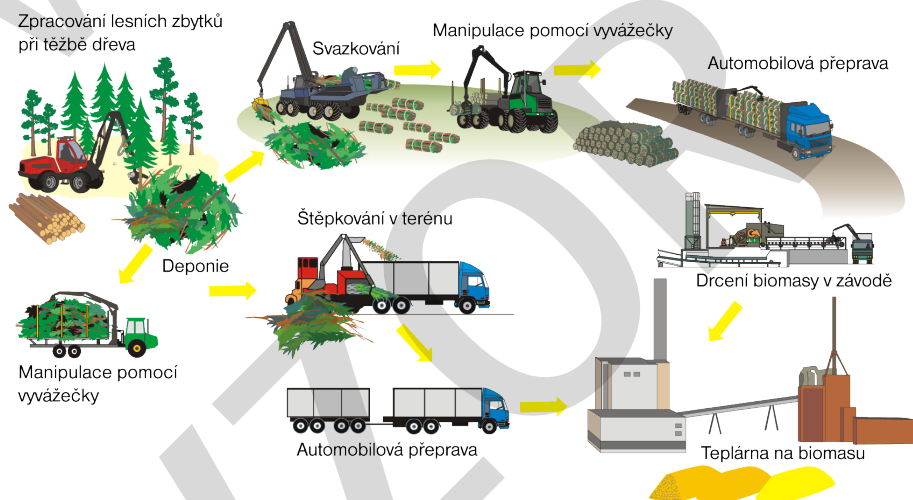 Zpracování lesních zbytků
při těžbě dřeva
Svazkování
Manipulace pomocí vyvážečky
Automobilová přeprava
Štěpkování v terénu
Deponie
Drcení biomasy v závodě
Manipulace pomocí
vyvážečky
Automobilová přeprava
Teplárna na biomasu